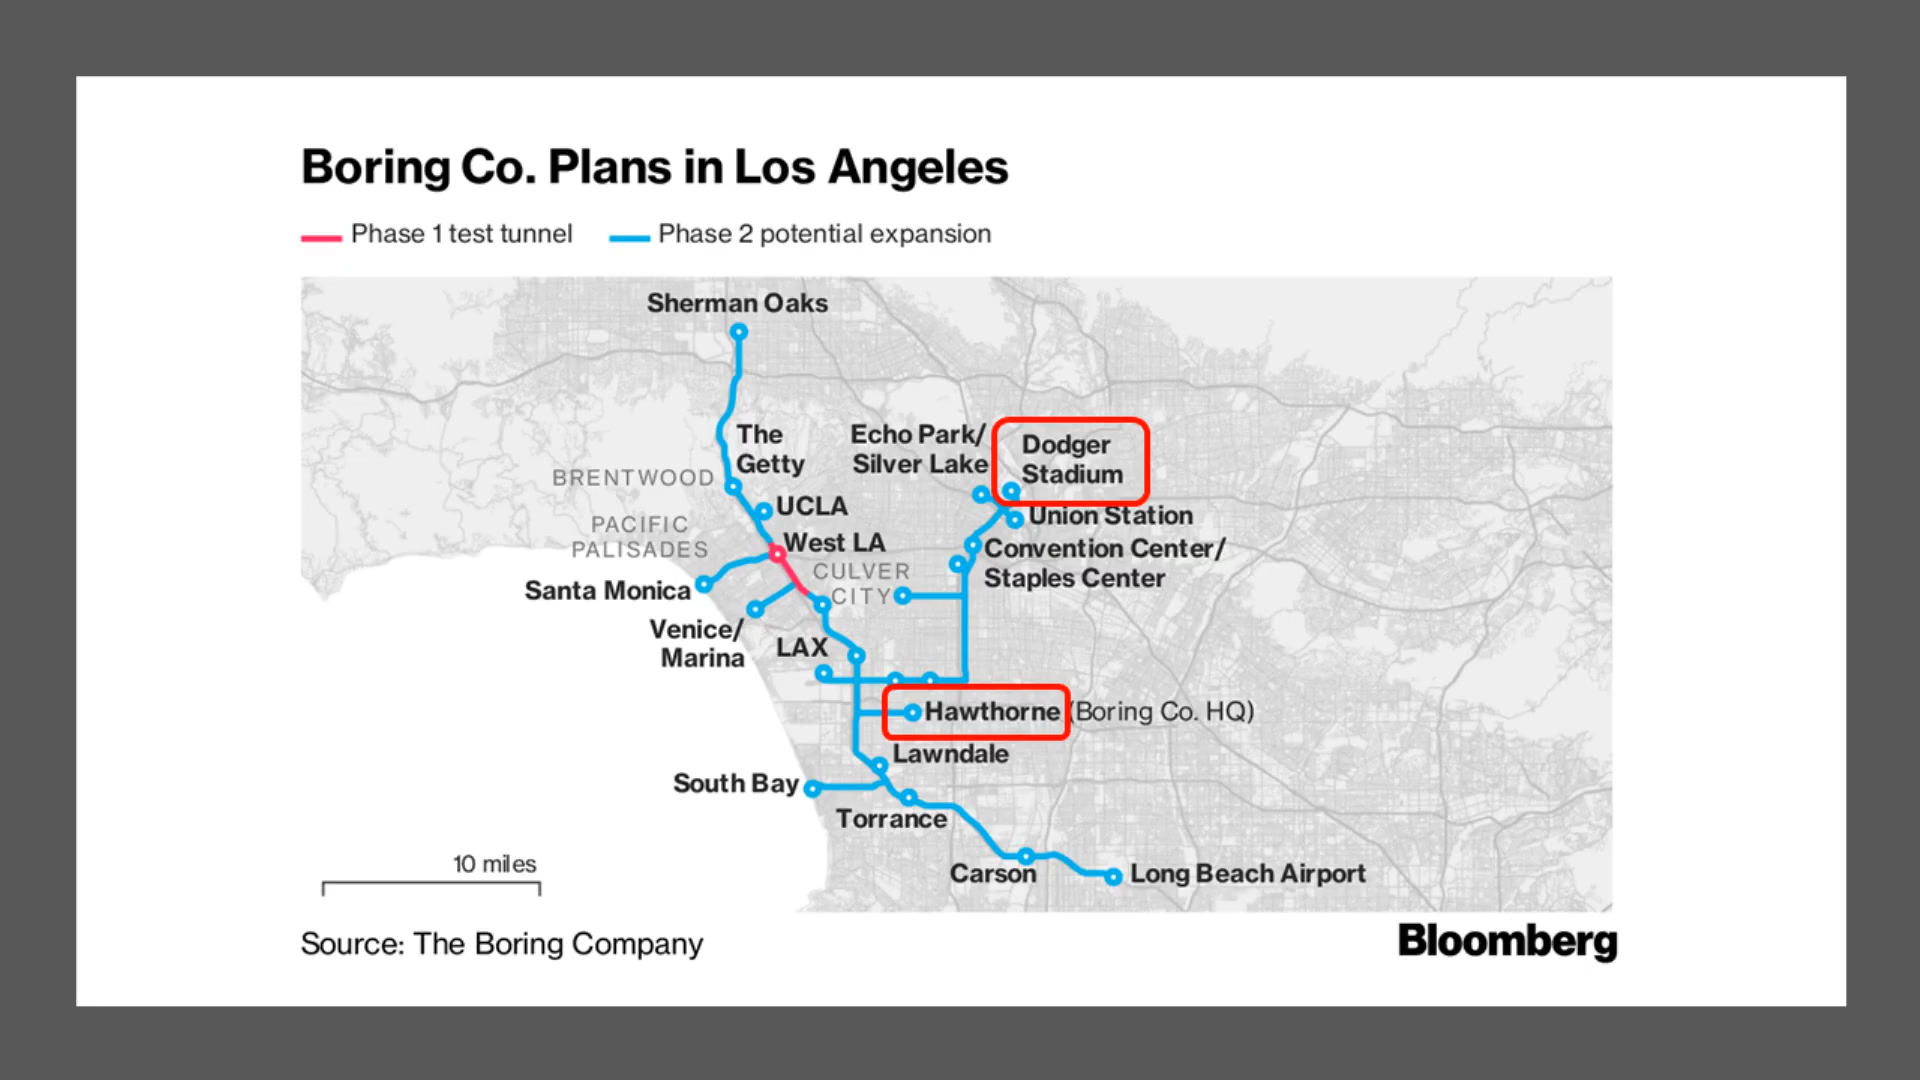 Boring Co. Plans in Los Angeles
Phase 1 test tunnel
Phase 2 potential expansion
Sherman Oaks
The
Getty
Echo Park/
Silver Lake
Dodger
Stadium
BRENTWOOD
UCLA
Union Station
PACIFIC
PALISADES
West LA
Convention Center/
Staples Center
CULVER
CITY
Santa Monica
Venice/
Marina
LAX
Hawthorne (Boring Co. HQ)
Lawndale
South Bay
Torrance
Carson
Long Beach Airport
10 miles
Source: The Boring Company
Bloomberg